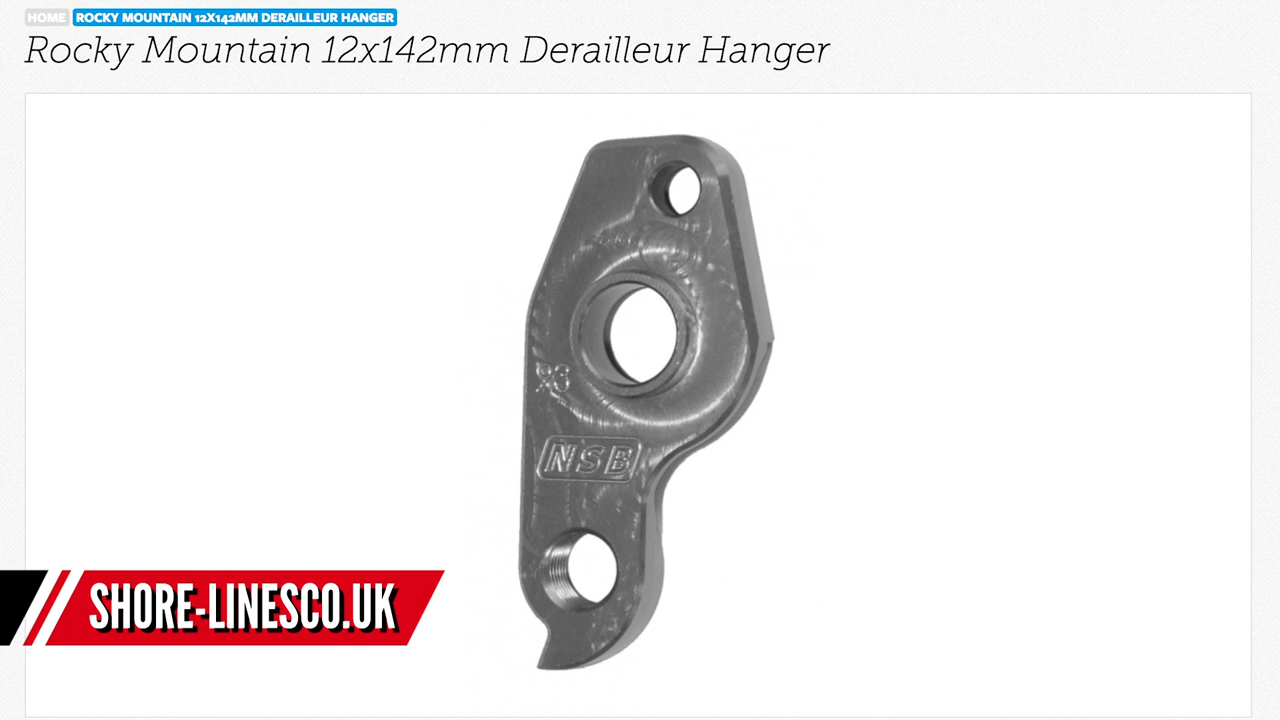 HOME ROCKY MOUNTAIN 12X142MM DERAILLEUR HANGER
Rocky Mountain 12x142mm Derailleur Hanger
93
NSB
SHORE-LINESCO.UK